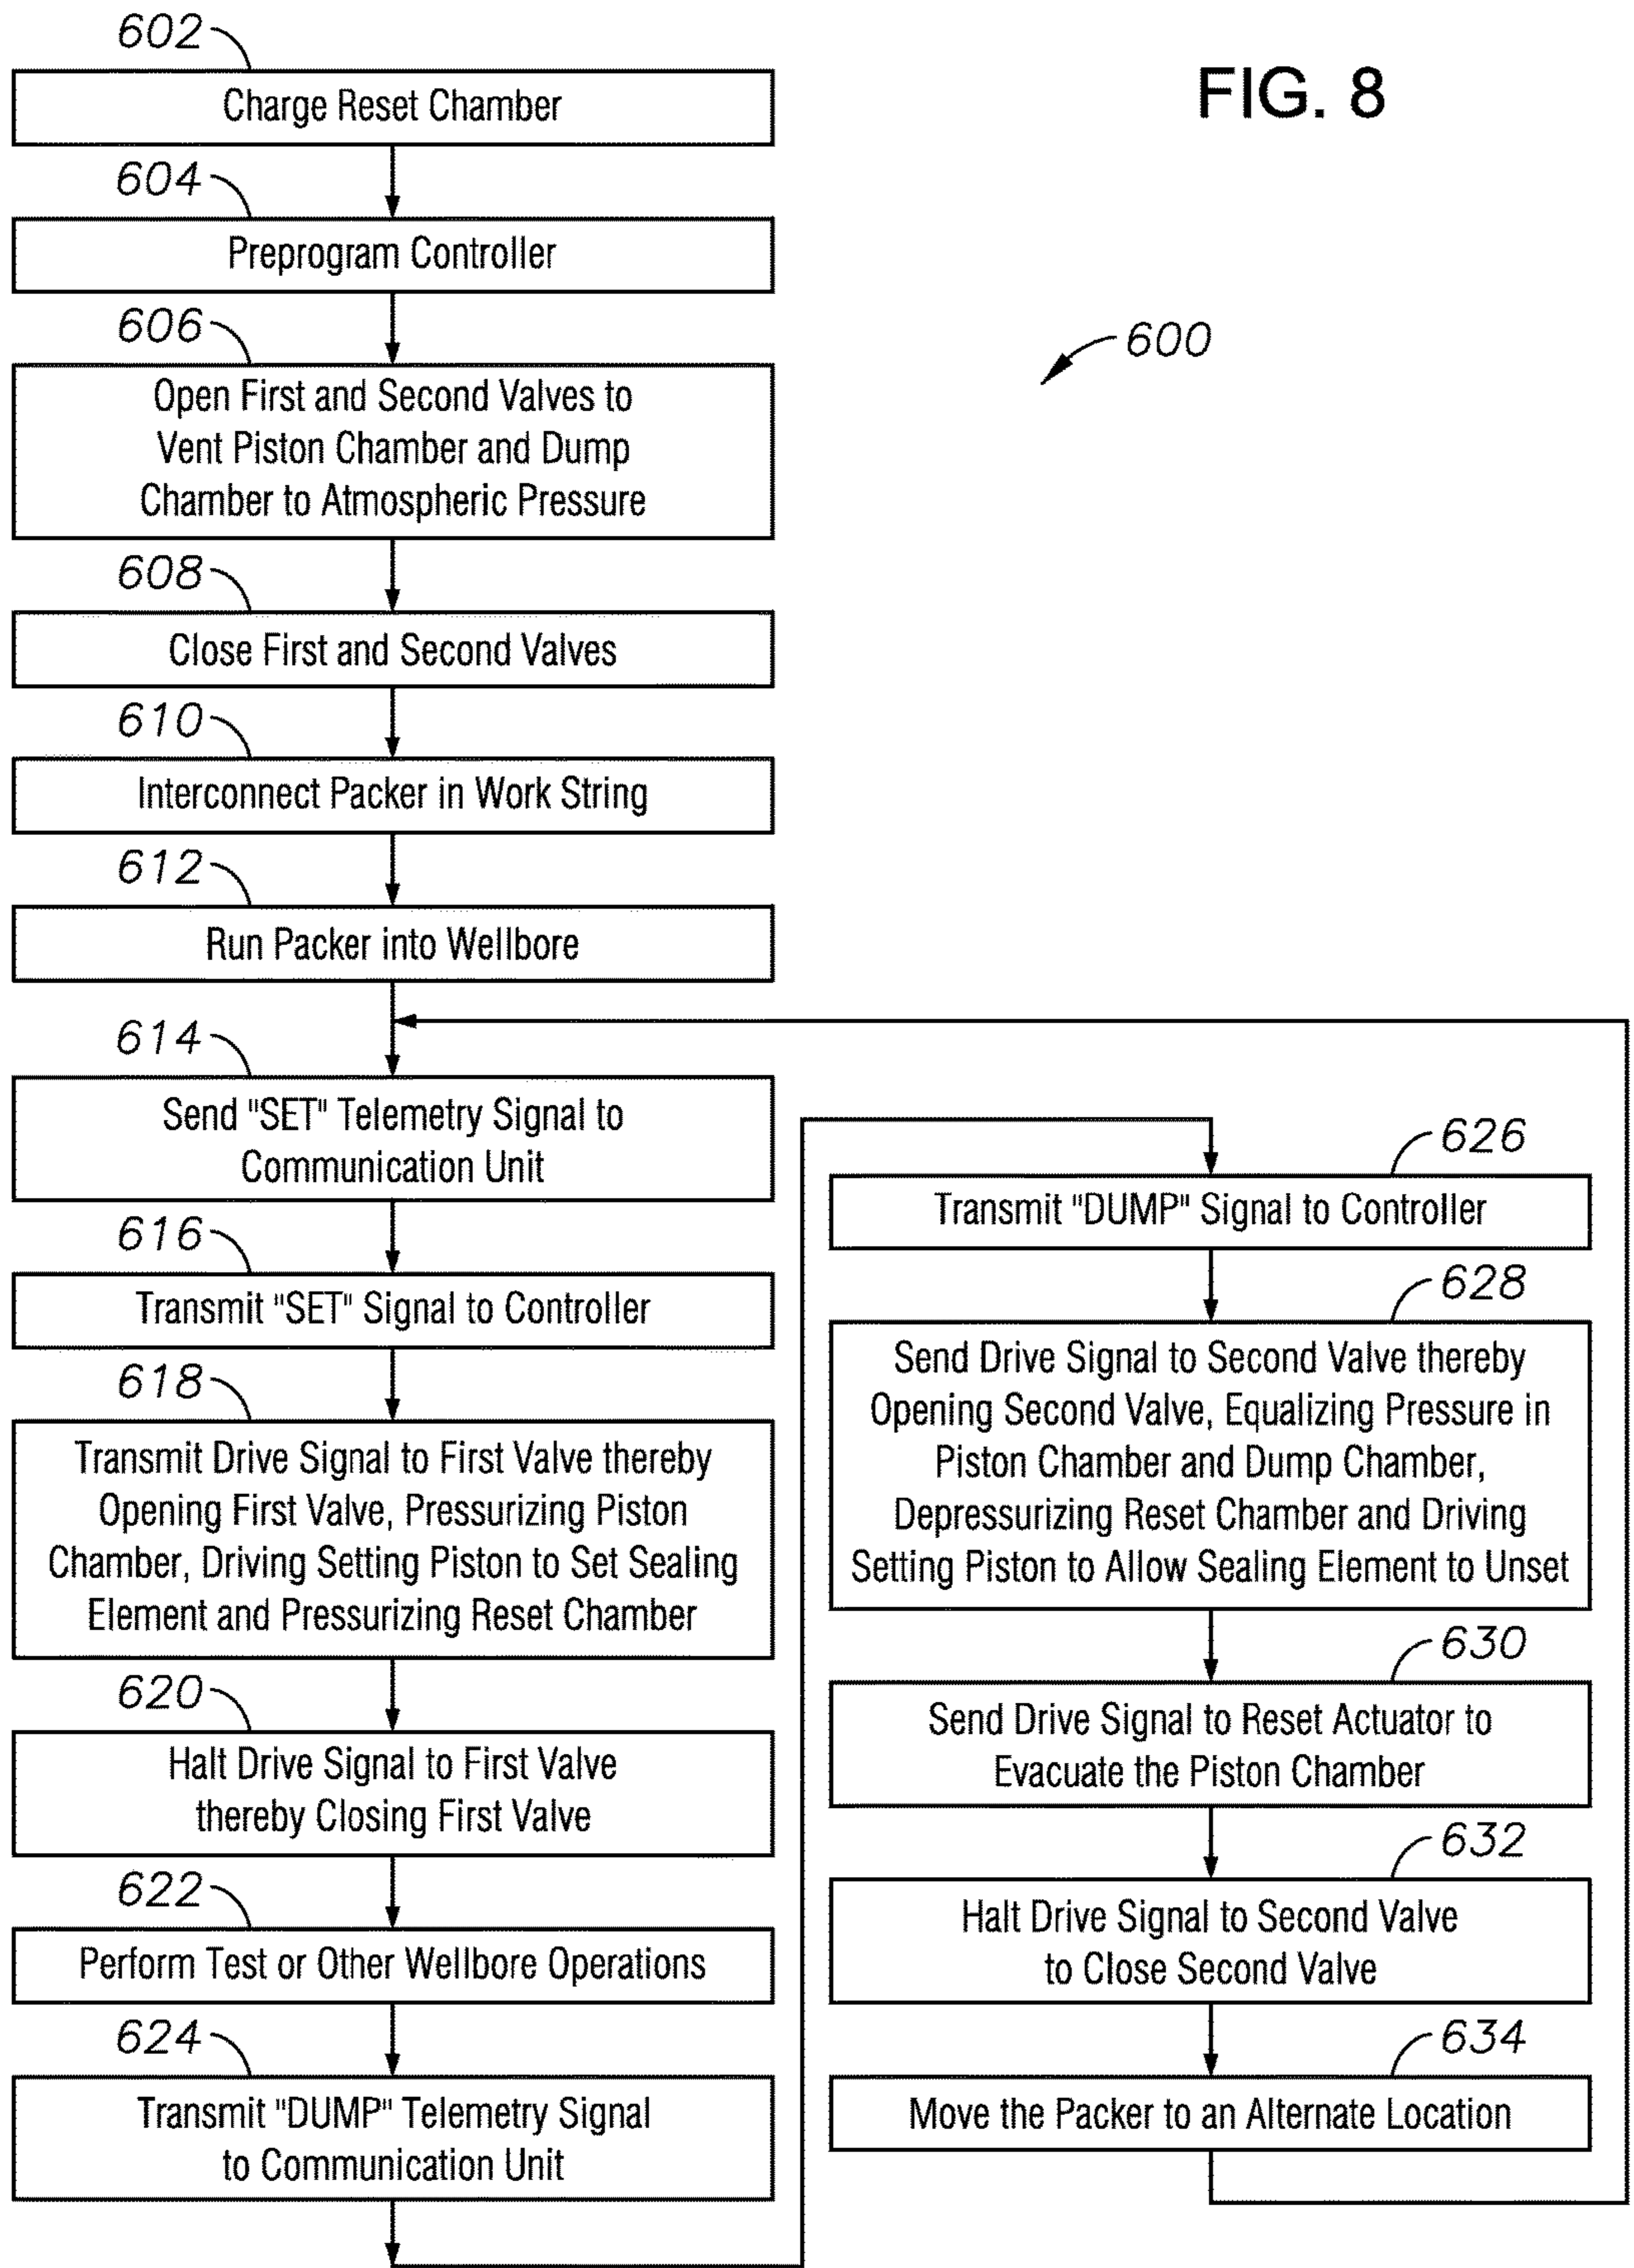 FIG. 8
600
602
Charge Reset Chamber
604
Preprogram Controller
606
Open First and Second Valves to
Vent Piston Chamber and Dump
Chamber to Atmospheric Pressure
608
Close First and Second Valves
610
Interconnect Packer in Work String
612
Run Packer into Wellbore
614
Send "SET" Telemetry Signal to
Communication Unit
616
Transmit "SET" Signal to Controller
618
Transmit Drive Signal to First Valve thereby
Opening First Valve, Pressurizing Piston
Chamber, Driving Setting Piston to Set Sealing
Element and Pressurizing Reset Chamber
620
Halt Drive Signal to First Valve
thereby Closing First Valve
622
Perform Test or Other Wellbore Operations
624
Transmit "DUMP" Telemetry Signal
to Communication Unit
626
Transmit "DUMP" Signal to Controller
628
Send Drive Signal to Second Valve thereby
Opening Second Valve, Equalizing Pressure in
Piston Chamber and Dump Chamber,
Depressurizing Reset Chamber and Driving
Setting Piston to Allow Sealing Element to Unset
630
Send Drive Signal to Reset Actuator to
Evacuate the Piston Chamber
632
Halt Drive Signal to Second Valve
to Close Second Valve
634
Move the Packer to an Alternate Location